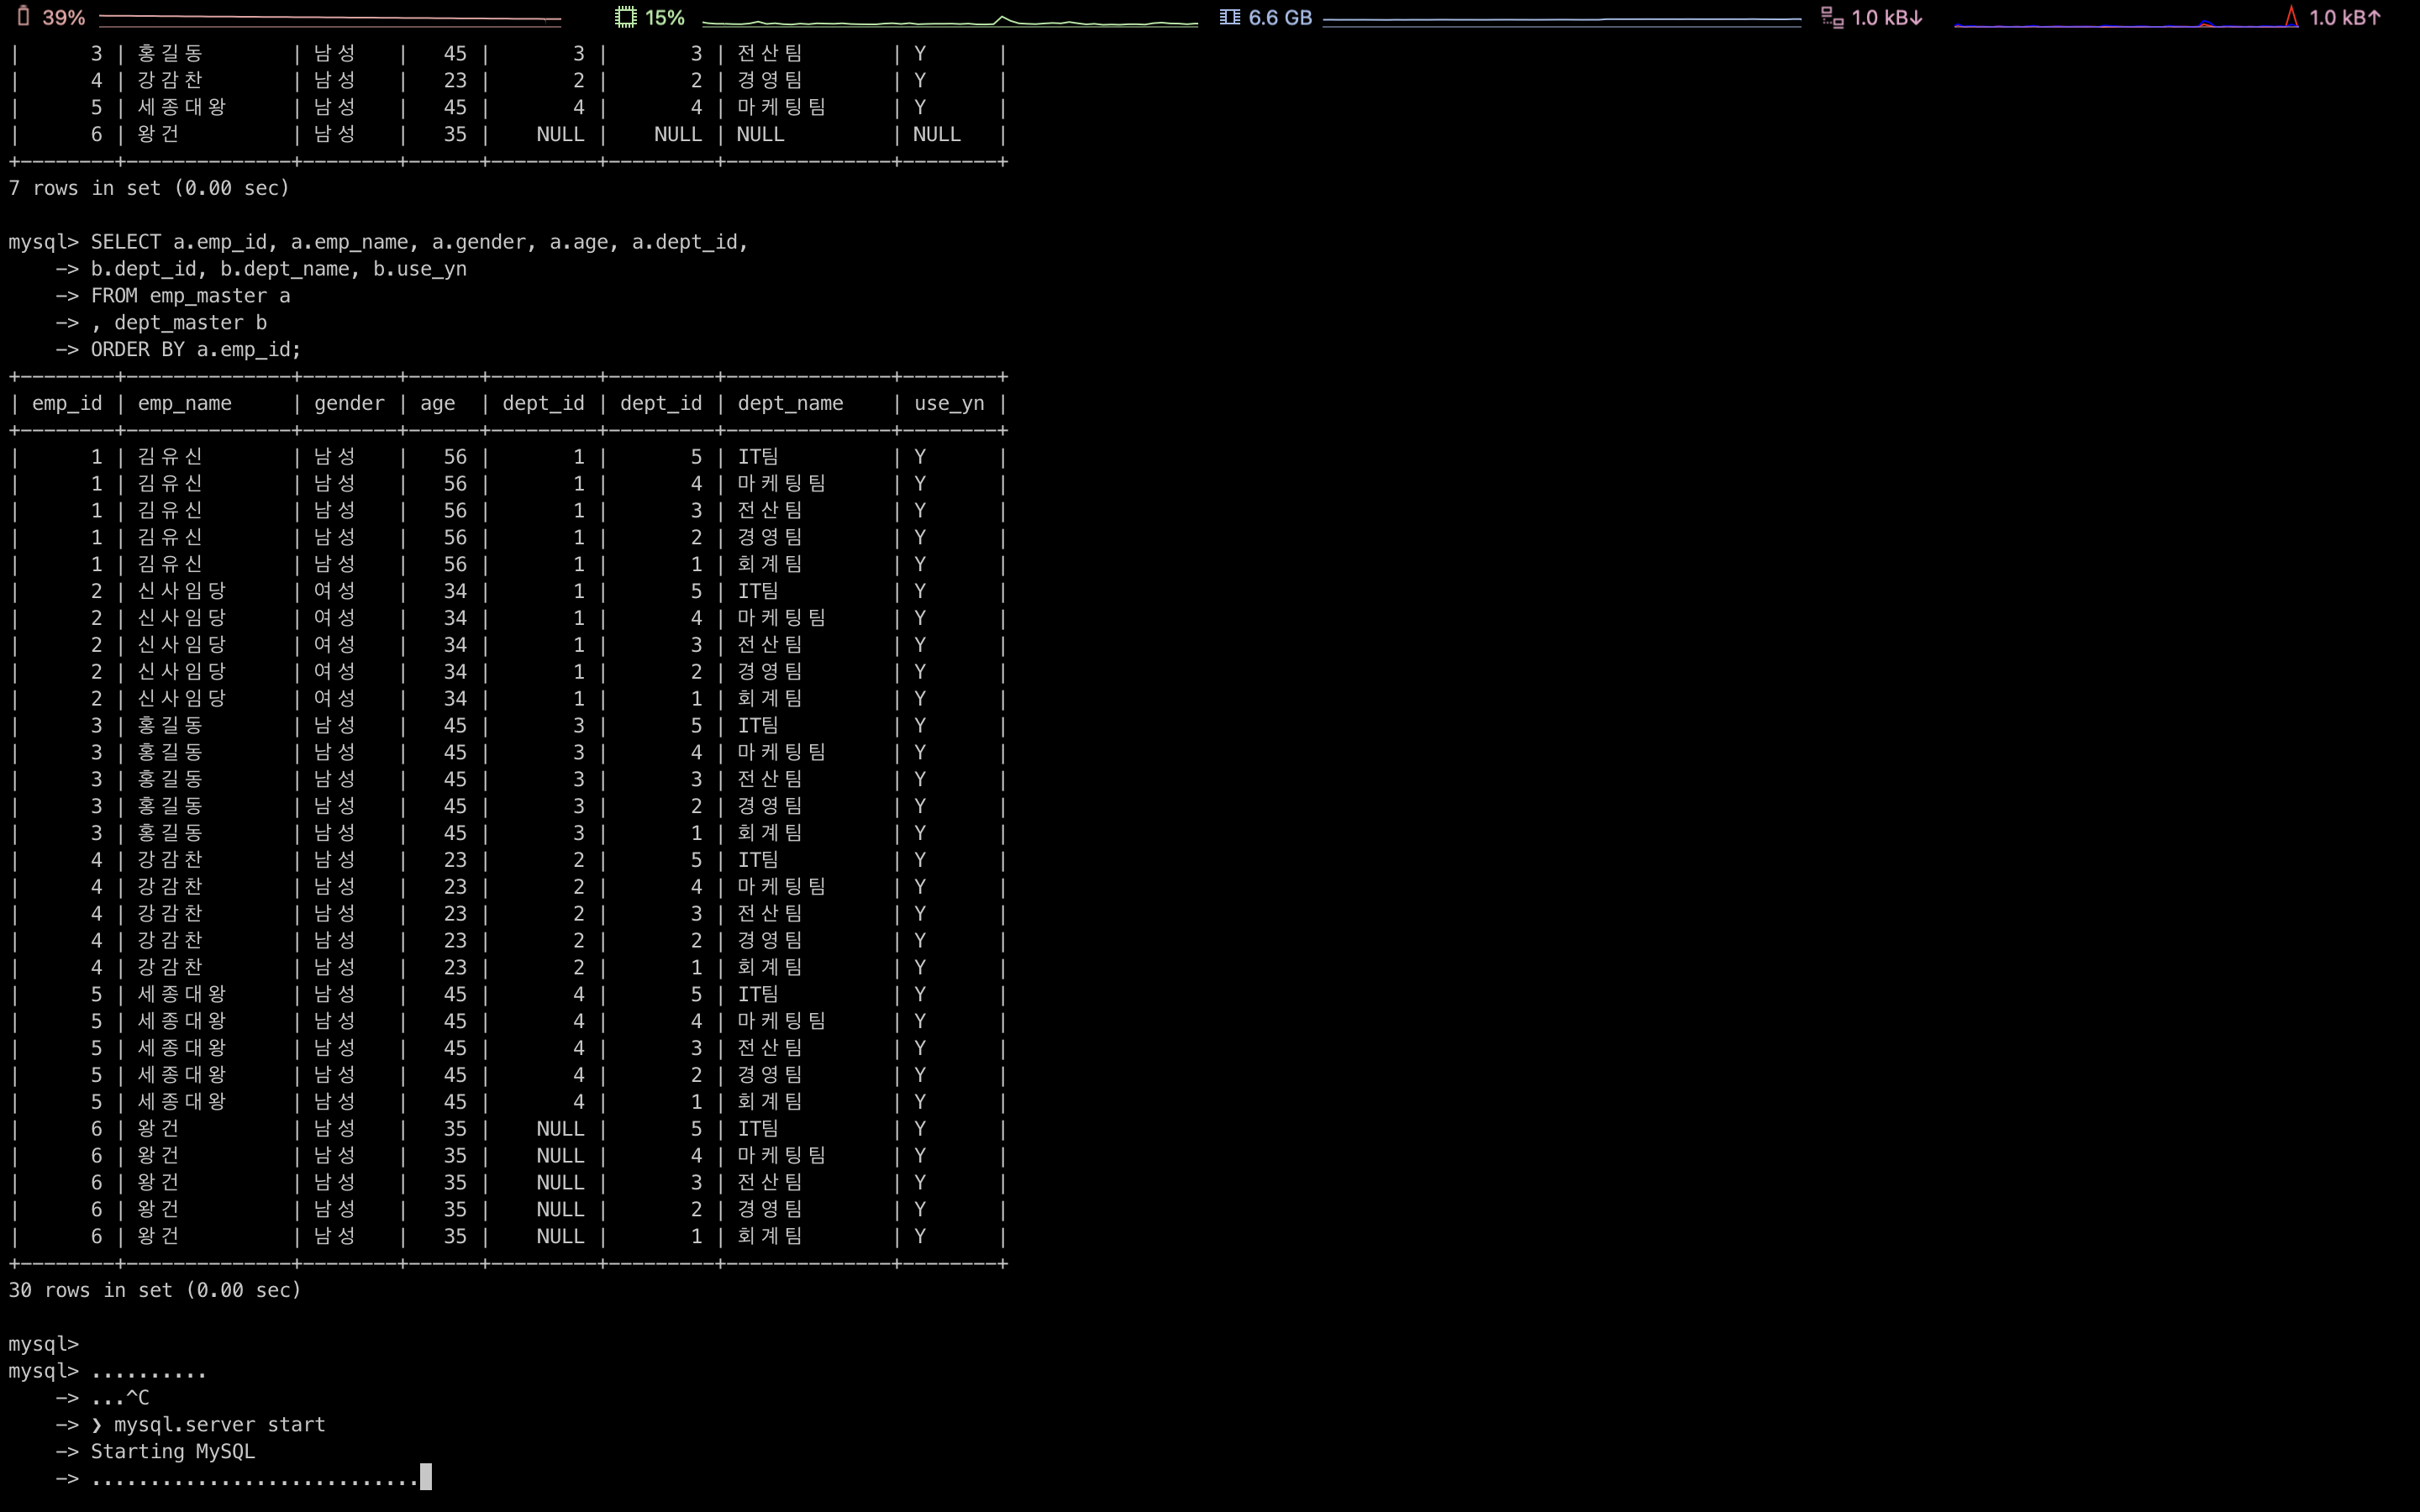 39% 15% 6.6 GB 1.0 kB↓ 1.0 kB↑
| 3 | 홍길동 | 남성 | 45 | 3 | 3 | 전산팀 | Y |
| 4 | 강감찬 | 남성 | 23 | 2 | 2 | 경영팀 | Y |
| 5 | 세종대왕 | 남성 | 45 | 4 | 4 | 마케팅팀 | Y |
| 6 | 왕건 | 남성 | 35 | NULL | NULL | NULL | NULL |
+--------+--------------+--------+------+---------+---------+--------------+--------+
7 rows in set (0.00 sec)
mysql> SELECT a.emp_id, a.emp_name, a.gender, a.age, a.dept_id,
-> b.dept_id, b.dept_name, b.use_yn
-> FROM emp_master a
-> , dept_master b
-> ORDER BY a.emp_id;
+--------+--------------+--------+------+---------+---------+--------------+--------+
| emp_id | emp_name | gender | age | dept_id | dept_id | dept_name | use_yn |
+--------+--------------+--------+------+---------+---------+--------------+--------+
| 1 | 김유신 | 남성 | 56 | 1 | 5 | IT팀 | Y |
| 1 | 김유신 | 남성 | 56 | 1 | 4 | 마케팅팀 | Y |
| 1 | 김유신 | 남성 | 56 | 1 | 3 | 전산팀 | Y |
| 1 | 김유신 | 남성 | 56 | 1 | 2 | 경영팀 | Y |
| 1 | 김유신 | 남성 | 56 | 1 | 1 | 회계팀 | Y |
| 2 | 신사임당 | 여성 | 34 | 1 | 5 | IT팀 | Y |
| 2 | 신사임당 | 여성 | 34 | 1 | 4 | 마케팅팀 | Y |
| 2 | 신사임당 | 여성 | 34 | 1 | 3 | 전산팀 | Y |
| 2 | 신사임당 | 여성 | 34 | 1 | 2 | 경영팀 | Y |
| 2 | 신사임당 | 여성 | 34 | 1 | 1 | 회계팀 | Y |
| 3 | 홍길동 | 남성 | 45 | 3 | 5 | IT팀 | Y |
| 3 | 홍길동 | 남성 | 45 | 3 | 4 | 마케팅팀 | Y |
| 3 | 홍길동 | 남성 | 45 | 3 | 3 | 전산팀 | Y |
| 3 | 홍길동 | 남성 | 45 | 3 | 2 | 경영팀 | Y |
| 3 | 홍길동 | 남성 | 45 | 3 | 1 | 회계팀 | Y |
| 4 | 강감찬 | 남성 | 23 | 2 | 5 | IT팀 | Y |
| 4 | 강감찬 | 남성 | 23 | 2 | 4 | 마케팅팀 | Y |
| 4 | 강감찬 | 남성 | 23 | 2 | 3 | 전산팀 | Y |
| 4 | 강감찬 | 남성 | 23 | 2 | 2 | 경영팀 | Y |
| 4 | 강감찬 | 남성 | 23 | 2 | 1 | 회계팀 | Y |
| 5 | 세종대왕 | 남성 | 45 | 4 | 5 | IT팀 | Y |
| 5 | 세종대왕 | 남성 | 45 | 4 | 4 | 마케팅팀 | Y |
| 5 | 세종대왕 | 남성 | 45 | 4 | 3 | 전산팀 | Y |
| 5 | 세종대왕 | 남성 | 45 | 4 | 2 | 경영팀 | Y |
| 5 | 세종대왕 | 남성 | 45 | 4 | 1 | 회계팀 | Y |
| 6 | 왕건 | 남성 | 35 | NULL | 5 | IT팀 | Y |
| 6 | 왕건 | 남성 | 35 | NULL | 4 | 마케팅팀 | Y |
| 6 | 왕건 | 남성 | 35 | NULL | 3 | 전산팀 | Y |
| 6 | 왕건 | 남성 | 35 | NULL | 2 | 경영팀 | Y |
| 6 | 왕건 | 남성 | 35 | NULL | 1 | 회계팀 | Y |
+--------+--------------+--------+------+---------+---------+--------------+--------+
30 rows in set (0.00 sec)
mysql>
mysql> ..........
-> ...^C
-> ❯ mysql.server start
-> Starting MySQL
-> ............................